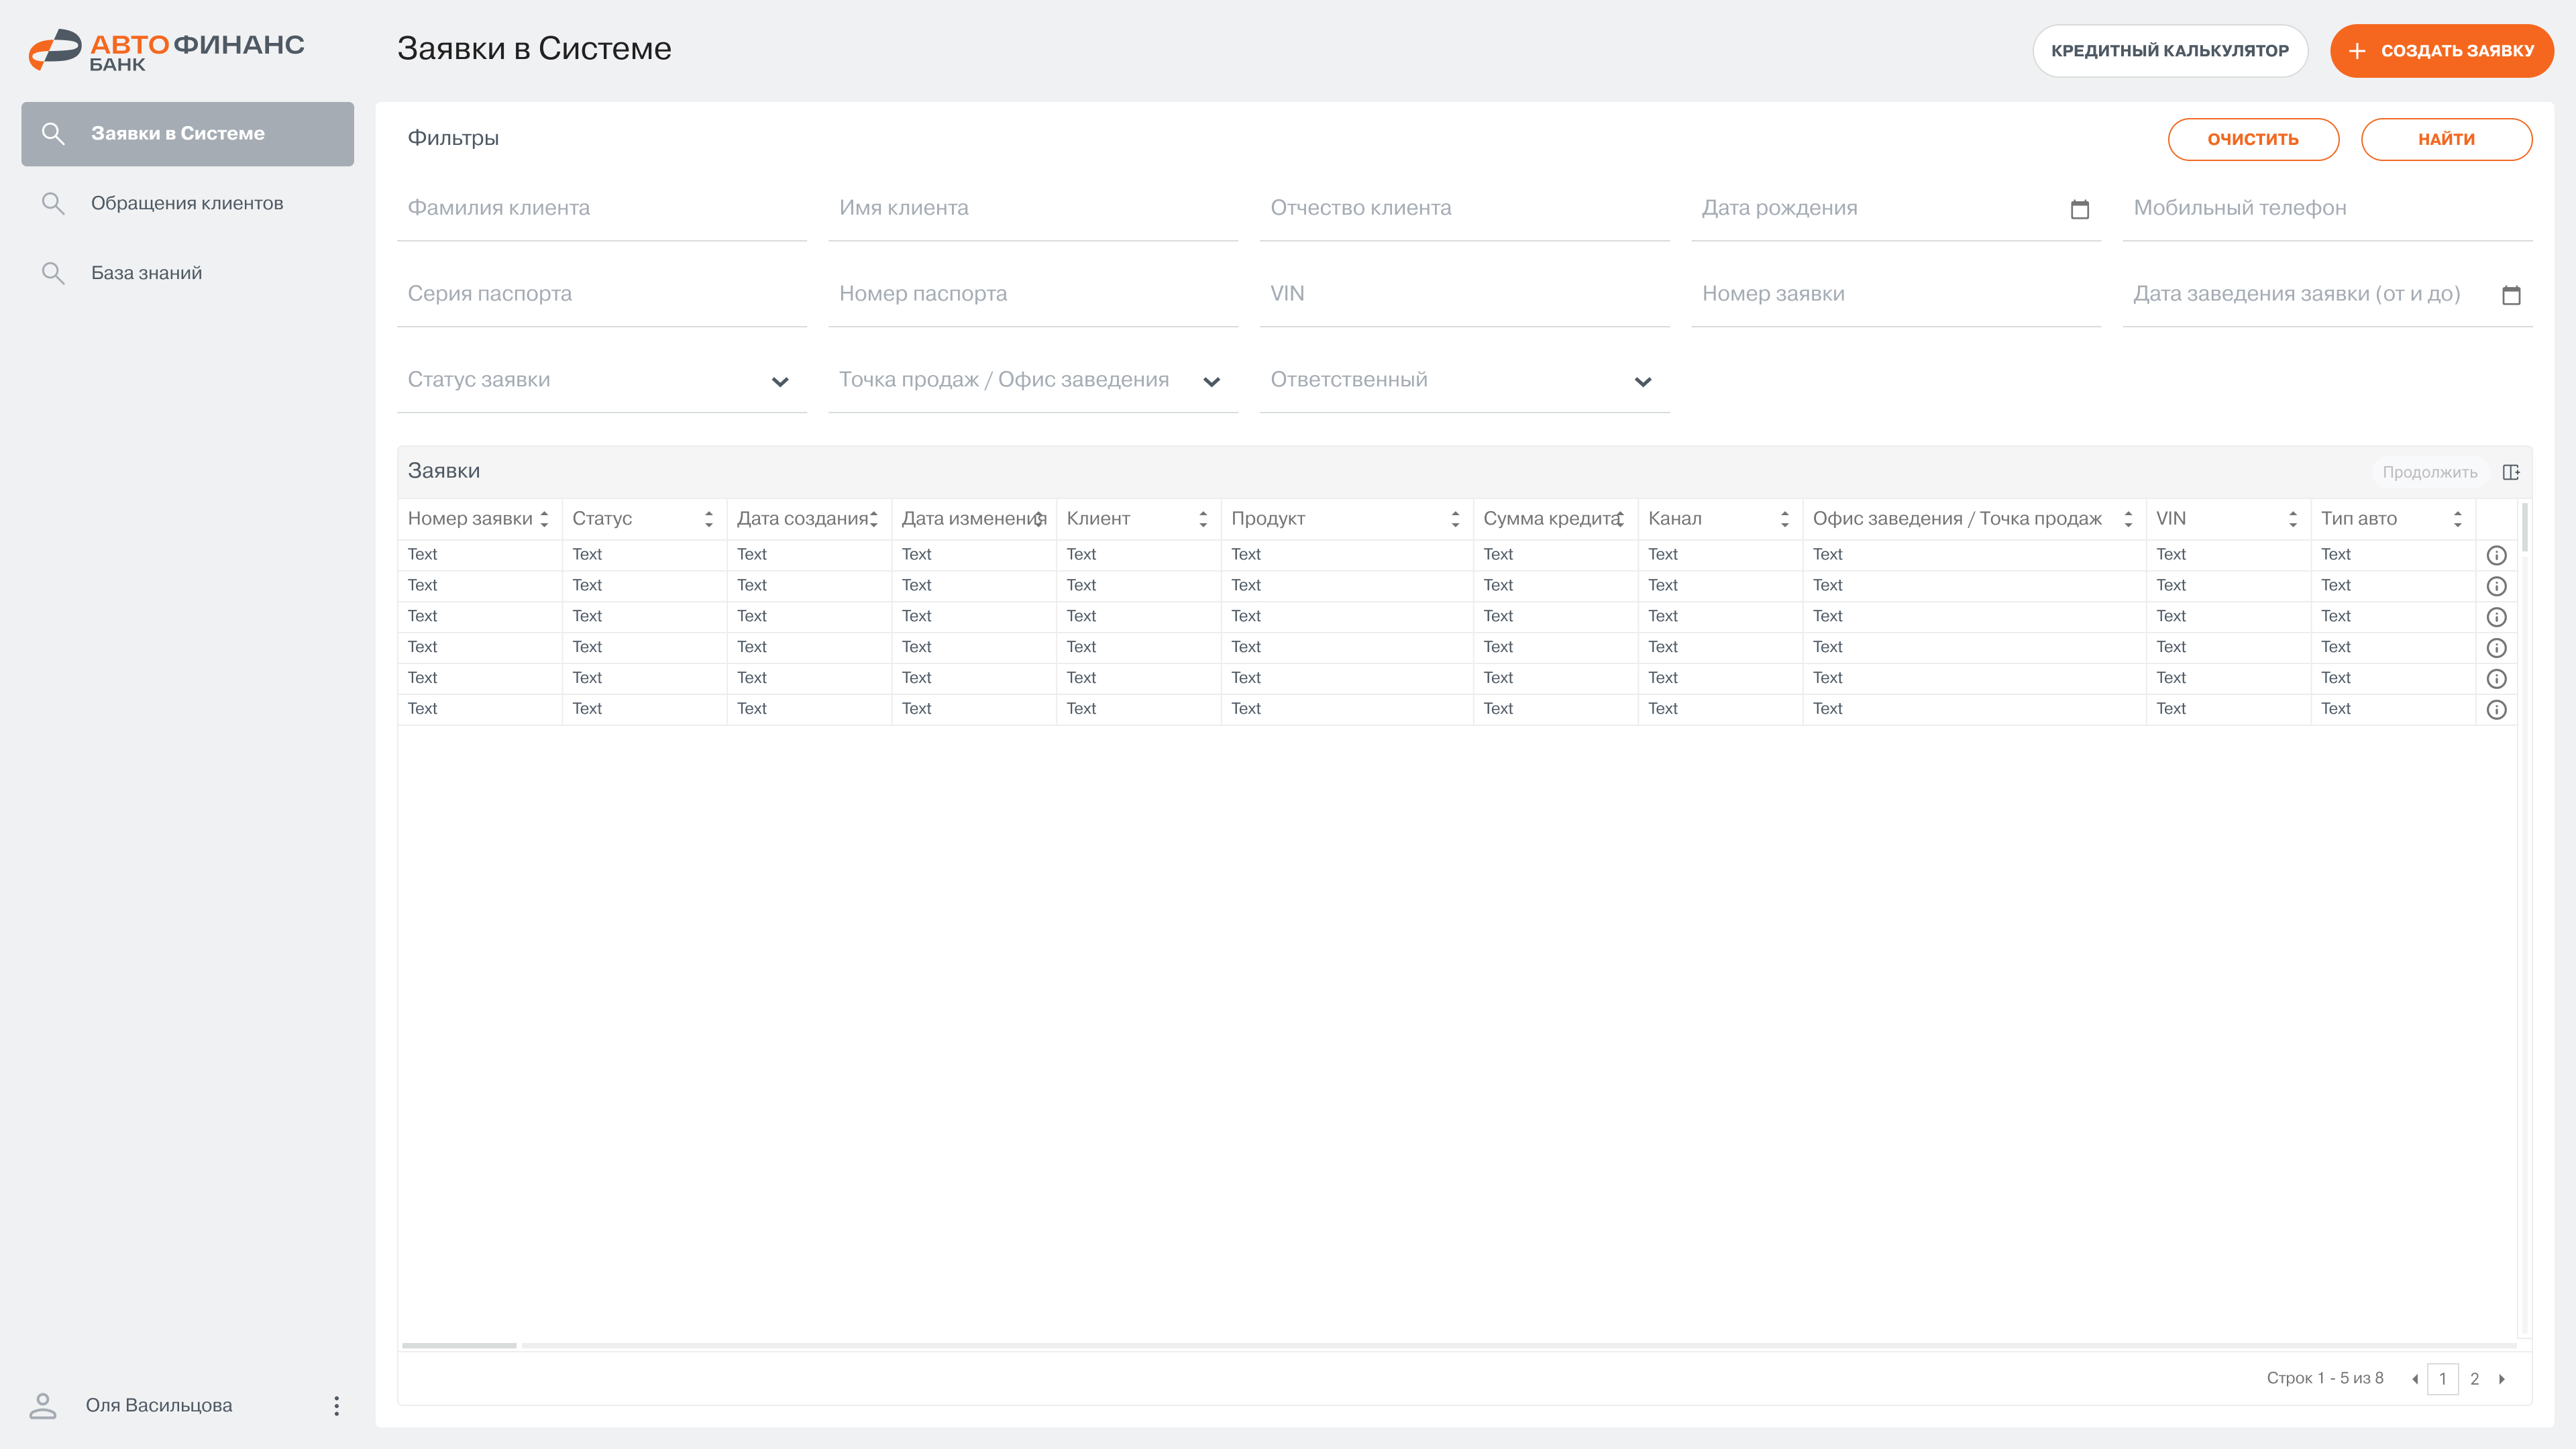 АВТОФИНАНС
БАНК
Заявки в Системе
КРЕДИТНЫЙ КАЛЬКУЛЯТОР
СОЗДАТЬ ЗАЯВКУ
Заявки в Системе
Обращения клиентов
База знаний
Фильтры
ОЧИСТИТЬ
НАЙТИ
Фамилия клиента Имя клиента Отчество клиента Дата рождения Мобильный телефон
Серия паспорта Номер паспорта VIN Номер заявки Дата заведения заявки (от и до)
Статус заявки Точка продаж / Офис заведения Ответственный
Заявки Продолжить
Номер заявки Статус Дата создания Дата изменения Клиент Продукт Сумма кредита Канал Офис заведения / Точка продаж VIN Тип авто
Text Text Text Text Text Text Text Text Text Text Text
Text Text Text Text Text Text Text Text Text Text Text
Text Text Text Text Text Text Text Text Text Text Text
Text Text Text Text Text Text Text Text Text Text Text
Text Text Text Text Text Text Text Text Text Text Text
Text Text Text Text Text Text Text Text Text Text Text
Строк 1 - 5 из 8 1 2
Оля Васильцова